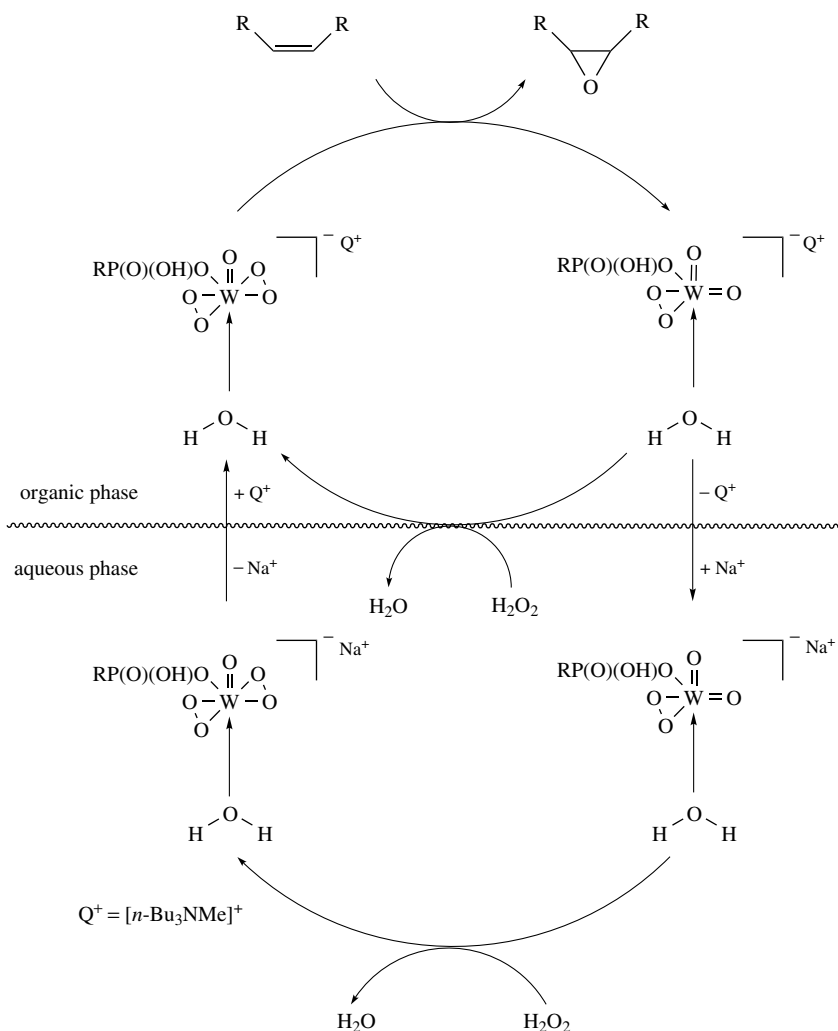 R R R R
O
O
RP(O)(OH)O O
O W O
O
− Q⁺
O
RP(O)(OH)O
O W O
O
− Q⁺
O
H H
O
H H
organic phase + Q⁺ − Q⁺
aqueous phase − Na⁺ + Na⁺
H₂O H₂O₂
O
RP(O)(OH)O O
O W O
O
− Na⁺
O
RP(O)(OH)O
O W O
O
− Na⁺
O
H H
O
H H
Q⁺ = [n-Bu₃NMe]⁺
H₂O H₂O₂